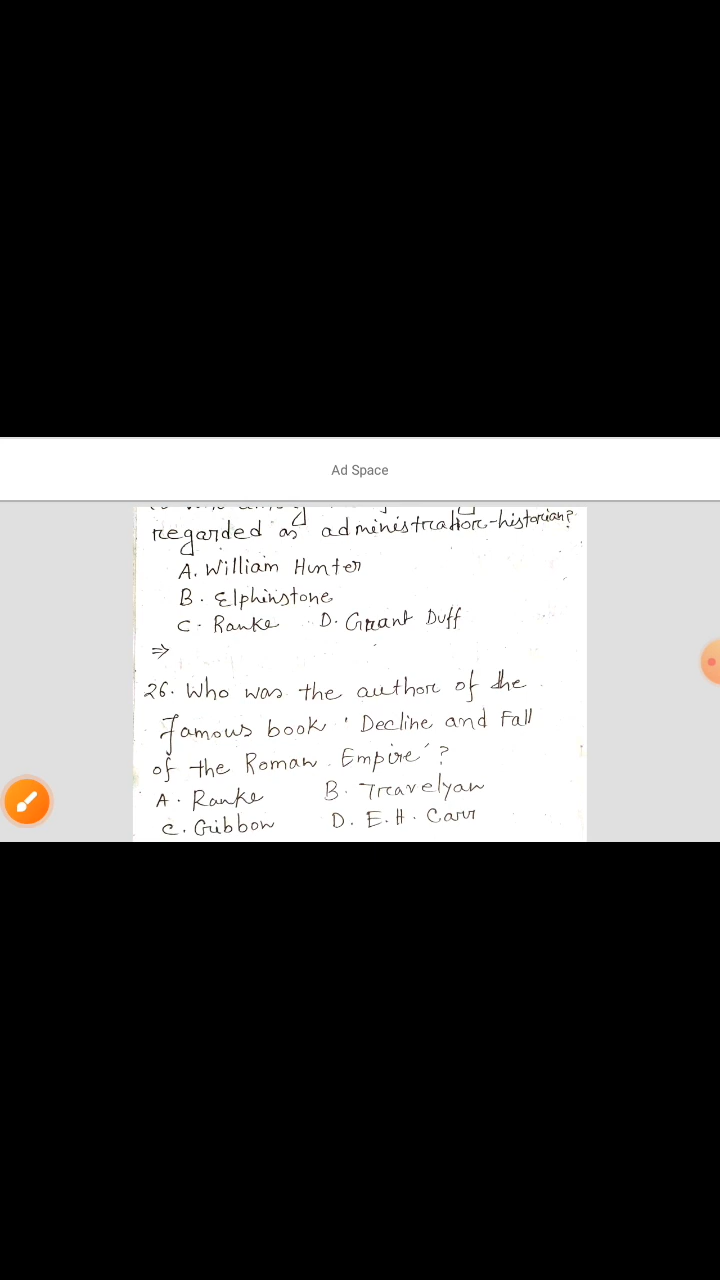 Ad Space
regarded as administrator-historian?
A. William Hunter
B. Elphinstone
C. Ranke D. Grant Duff
⇒
26. Who was the author of the
famous book 'Decline and Fall
of the Roman Empire'?
A. Ranke B. Travelyan
C. Gibbon D. E.H. Carr